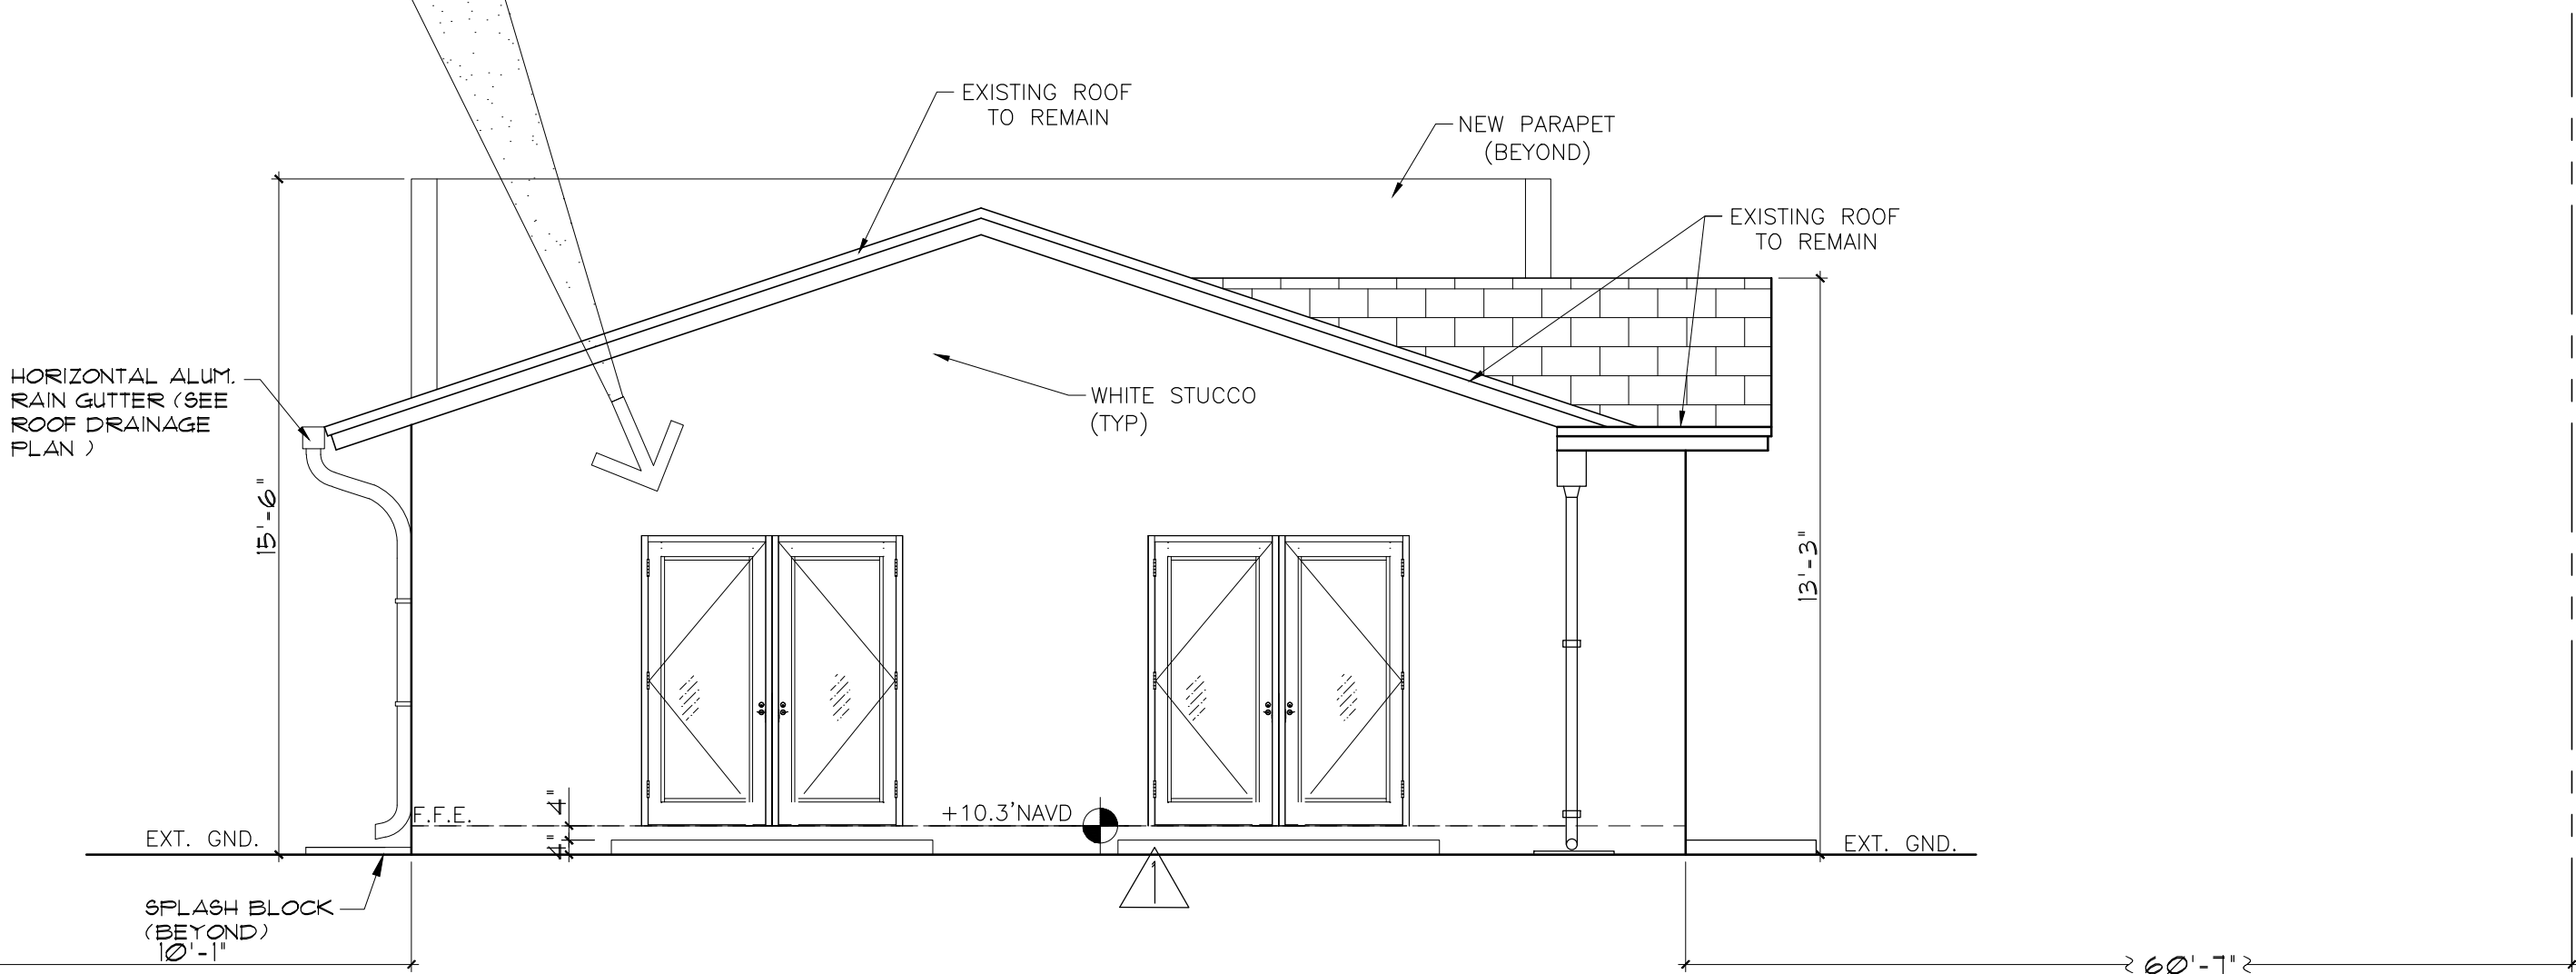 EXISTING ROOF
TO REMAIN
NEW PARAPET
(BEYOND)
EXISTING ROOF
TO REMAIN
HORIZONTAL ALUM.
RAIN GUTTER (SEE
ROOF DRAINAGE
PLAN )
WHITE STUCCO
(TYP)
15'-6"
13'-3"
F.F.E.
4"
4"
+10.3'NAVD
EXT. GND.
EXT. GND.
1
SPLASH BLOCK
(BEYOND)
10'-1"
60'-7"